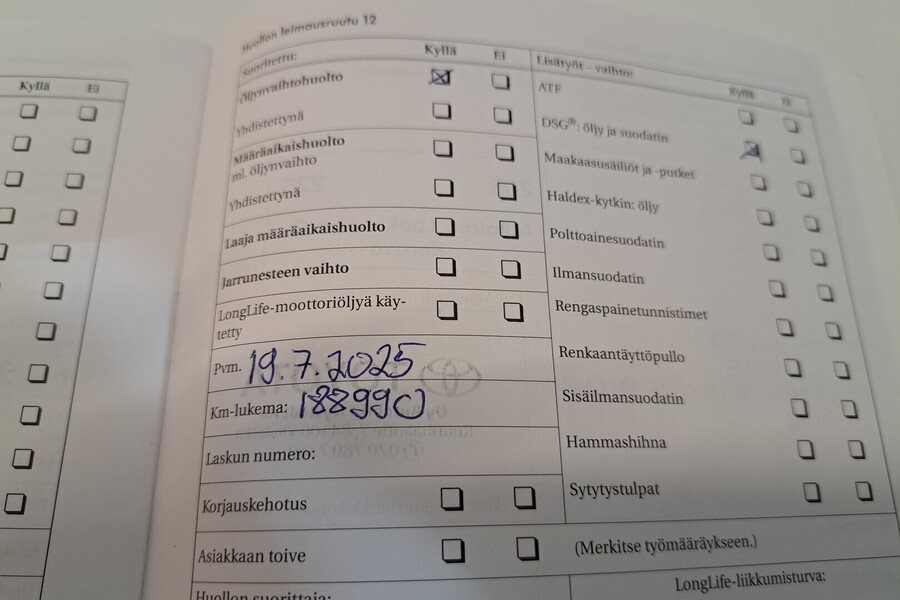 Kyllä Ei
Huollon leimausruutu 12
Suoritettu: Kyllä Ei
Öljynvaihtohuolto
Yhdistettynä
Määräaikaishuolto
ml. öljynvaihto
Yhdistettynä
Laaja määräaikaishuolto
Jarrunesteen vaihto
LongLife-moottoriöljyä käy-
tetty
Pvm. 19.7.2025
Km-lukema: 188990
Laskun numero:
Korjauskehotus
Asiakkaan toive
(Merkitse työmääräykseen.)
Huollon suorittaja:
Lisätyöt – vaihto:
Kyllä Ei
ATF
DSG®: öljy ja suodatin
Maakaasusäiliöt ja -putket
Haldex-kytkin: öljy
Polttoainesuodatin
Ilmansuodatin
Rengaspainetunnistimet
Renkaantäyttöpullo
Sisäilmansuodatin
Hammashihna
Sytytystulpat
LongLife-liikkumisturva: